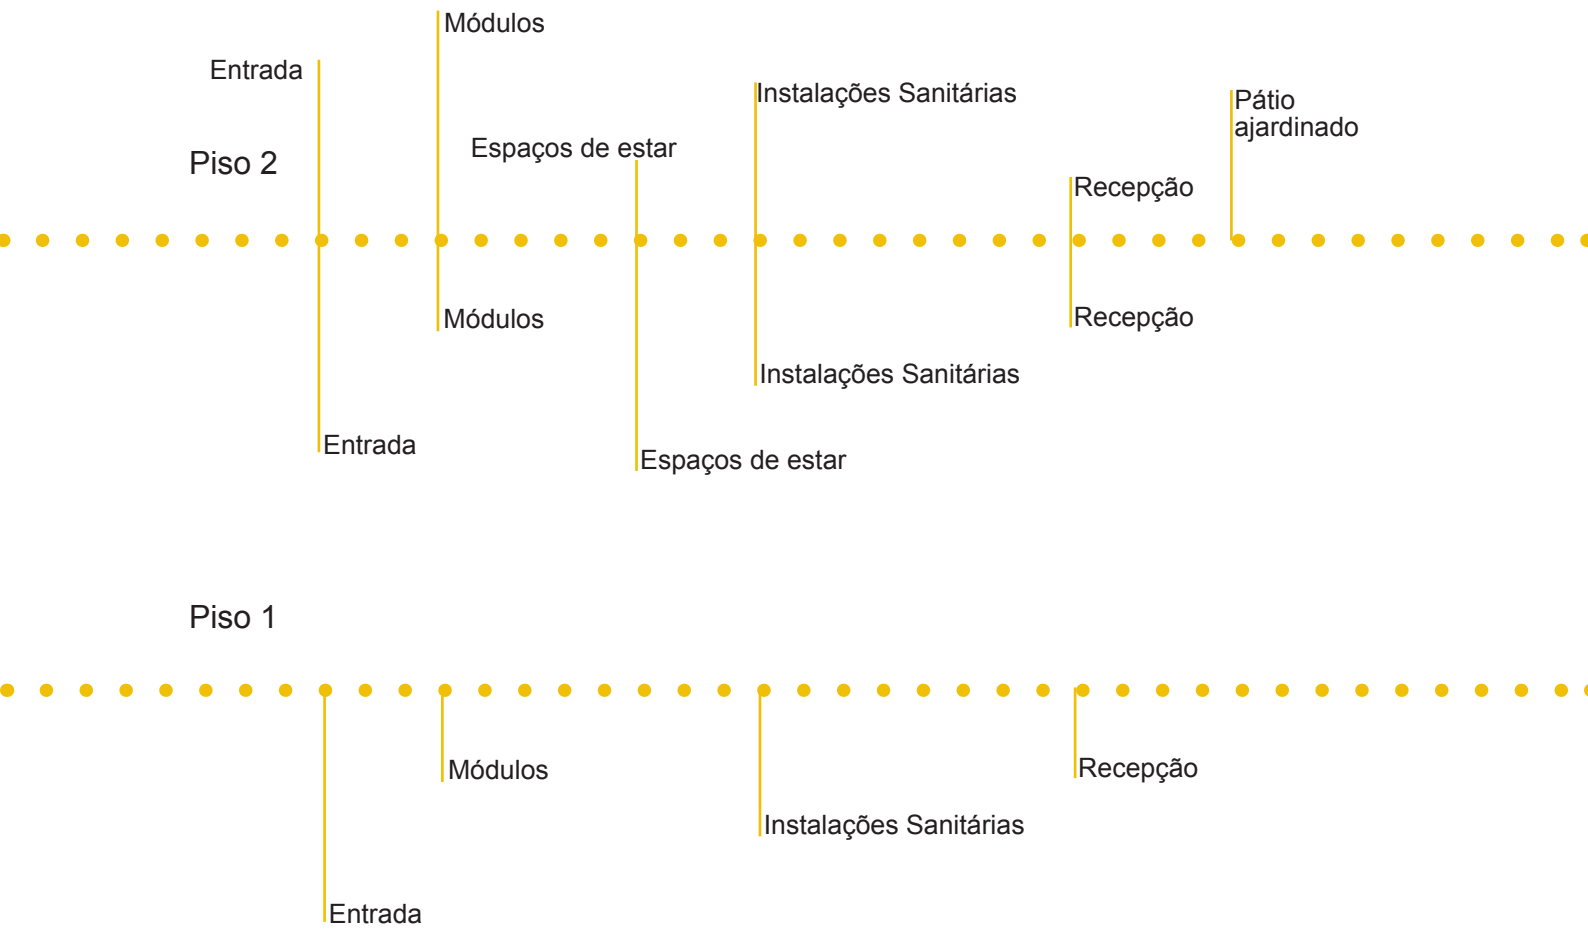 Módulos
Entrada
Instalações Sanitárias
Pátio
ajardinado
Espaços de estar
Piso 2
Recepção
Módulos
Recepção
Instalações Sanitárias
Entrada
Espaços de estar
Piso 1
Módulos
Recepção
Instalações Sanitárias
Entrada